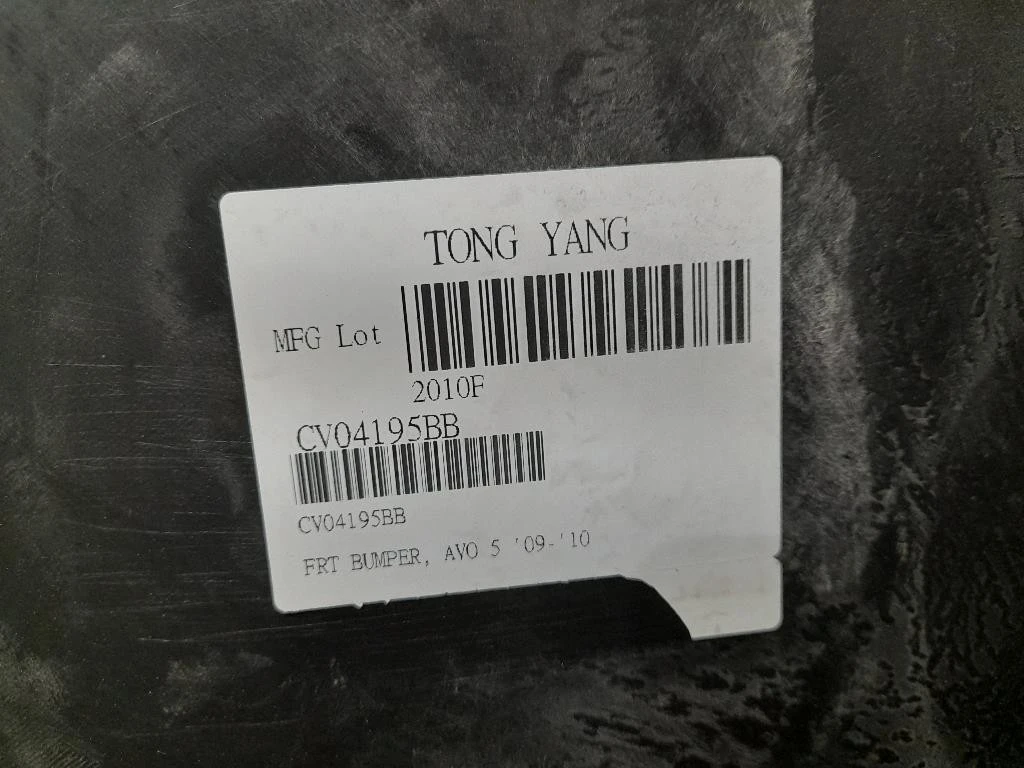 TONG YANG
MFG Lot
2010F
CV04195BB
CV04195BB
FRT BUMPER, AVO 5 '09-'10